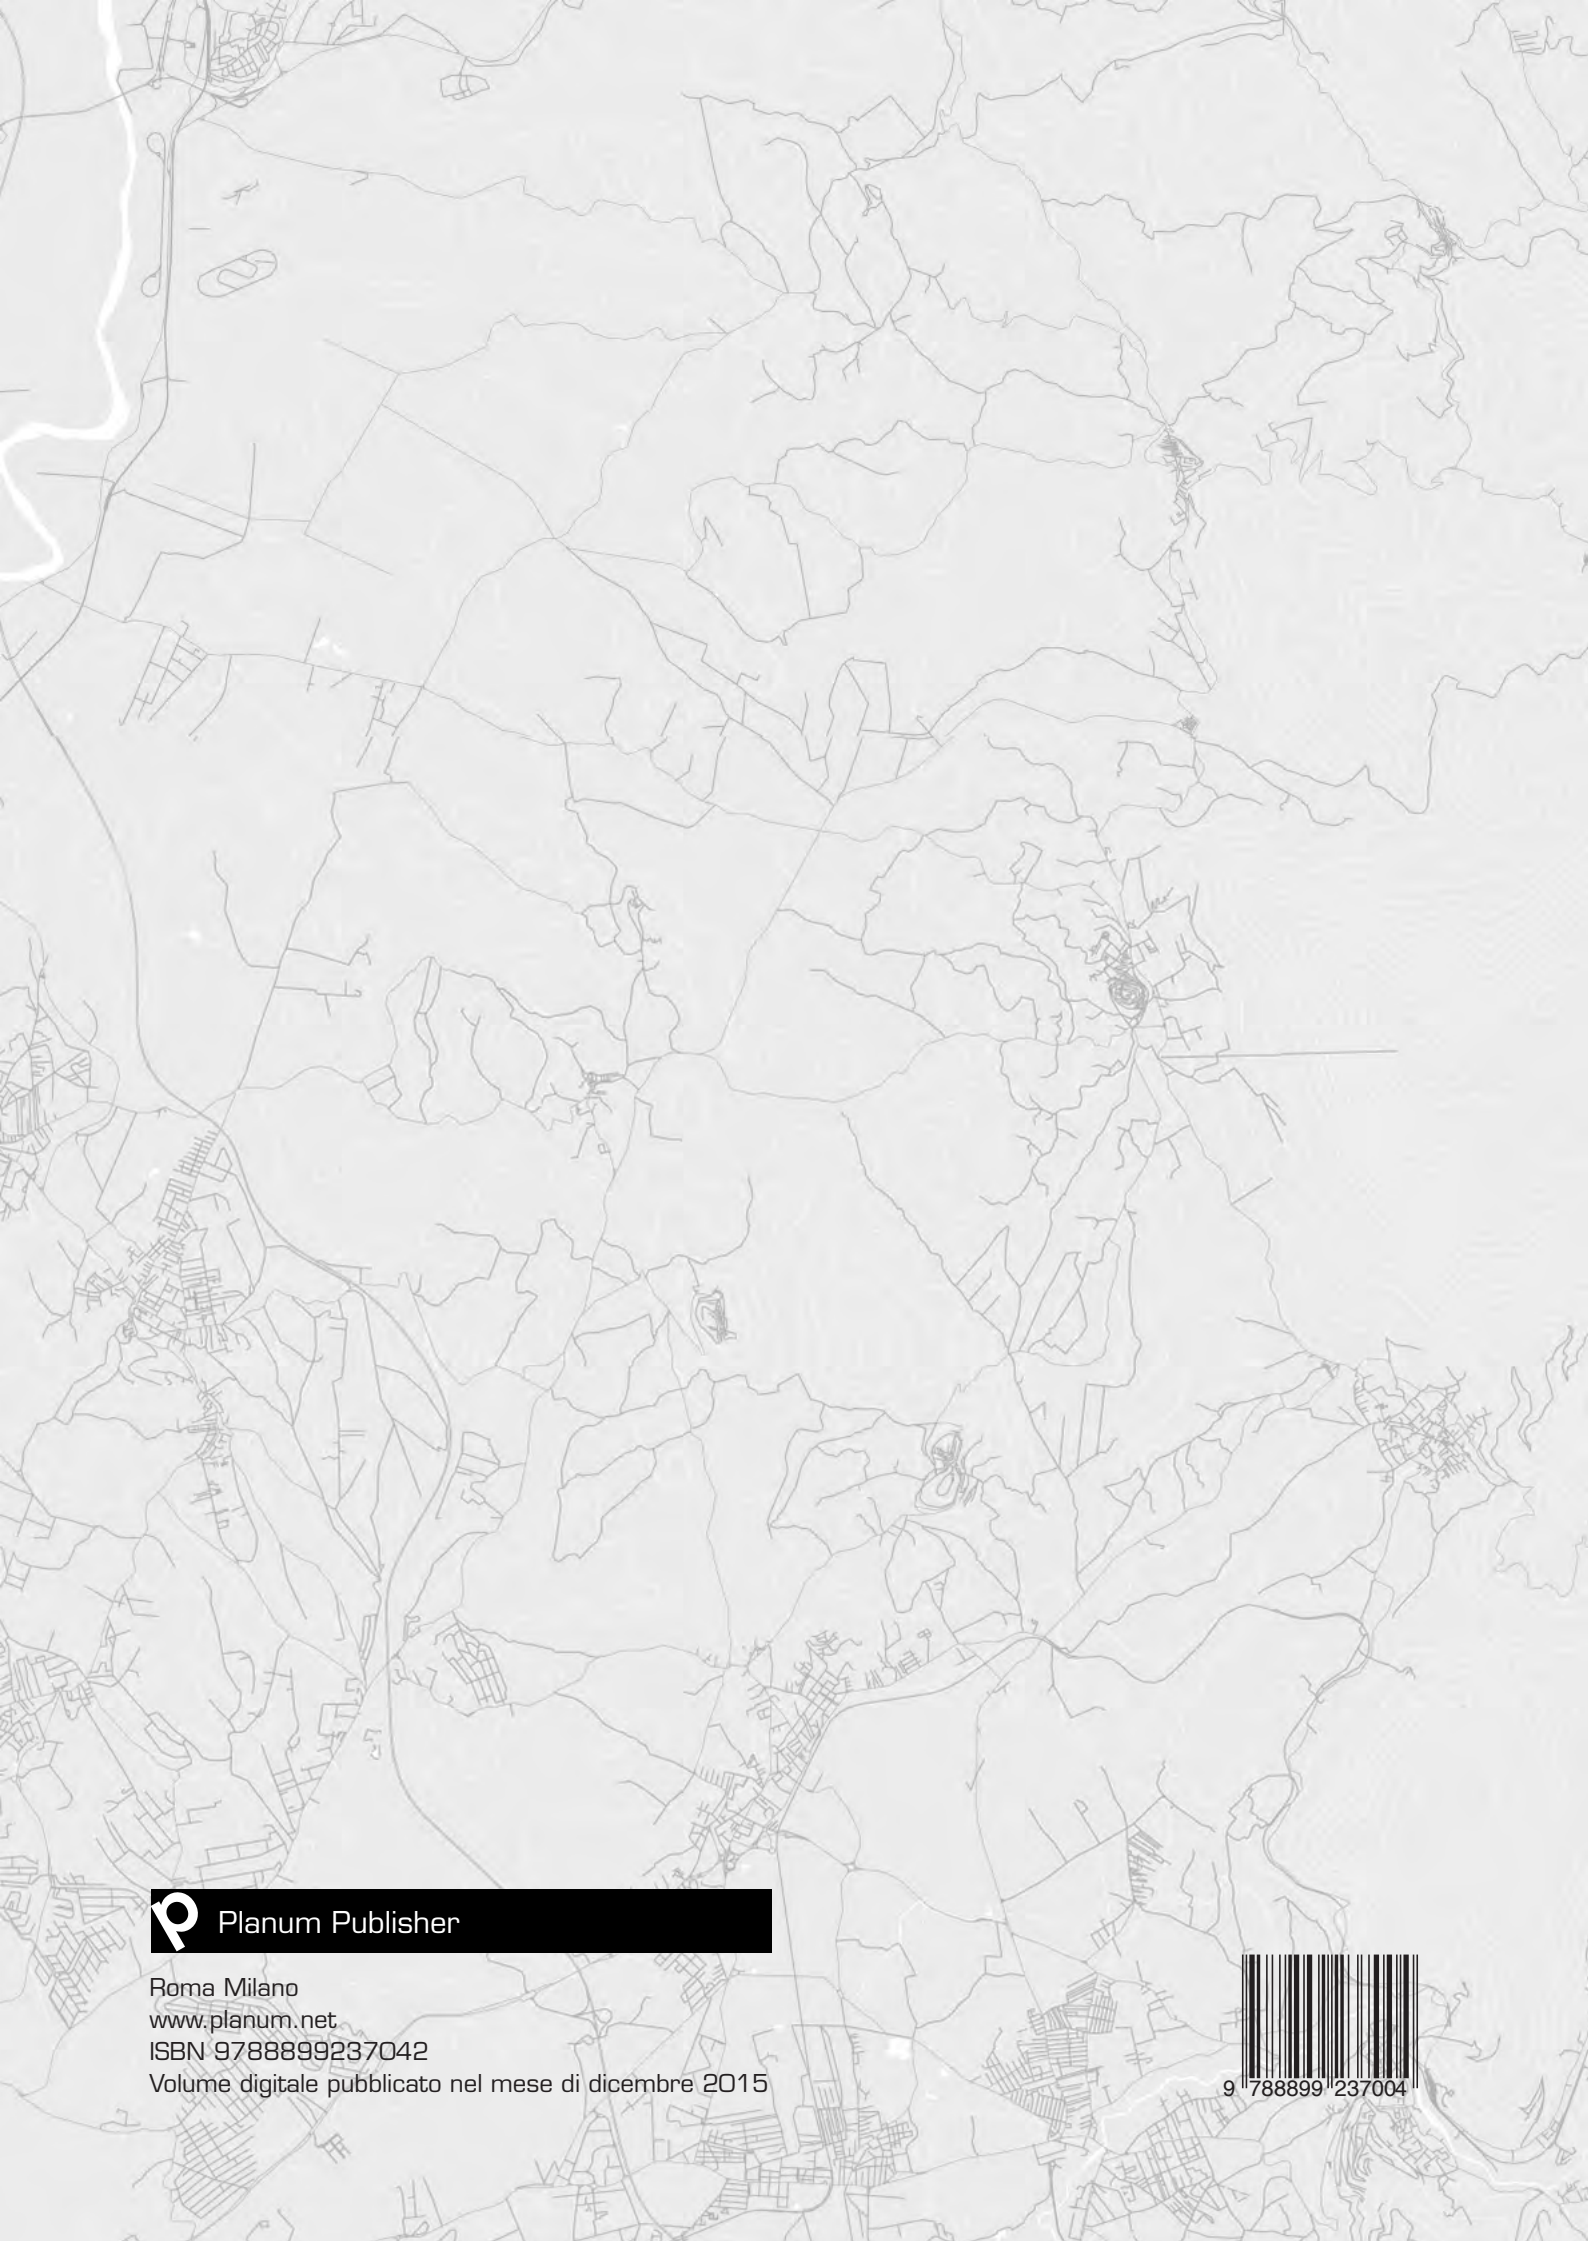 Planum Publisher
Roma Milano
www.planum.net
ISBN 9788899237042
Volume digitale pubblicato nel mese di dicembre 2015
9 788899 237004